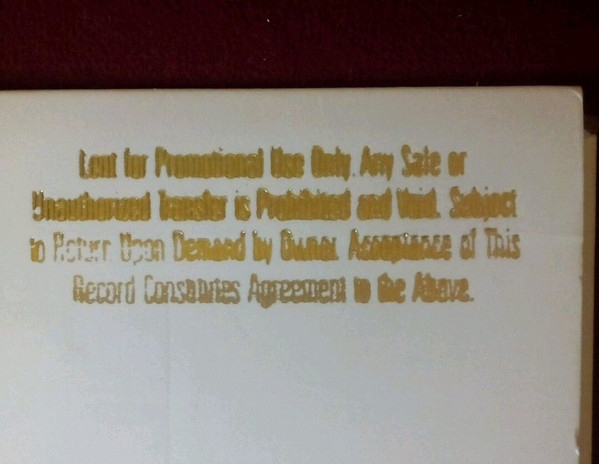 Lent for Promotional Use Only. Any Sale or
Unauthorized Transfer is Prohibited and Void. Subject
to Return Upon Demand by Owner. Acceptance of This
Record Constitutes Agreement to the Above.